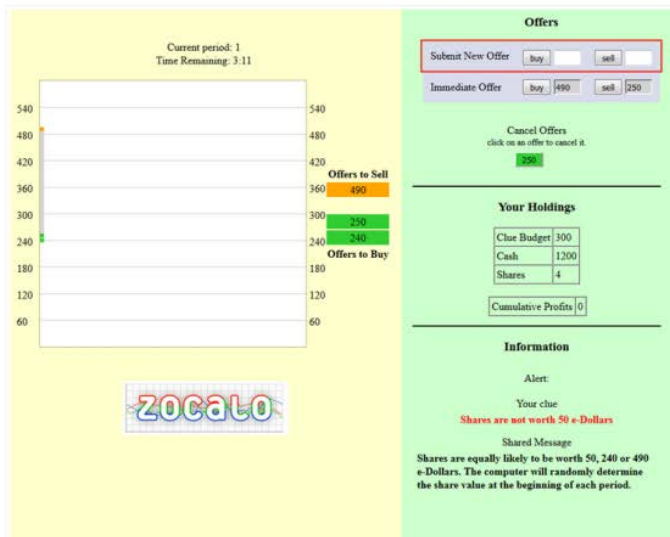 Current period: 1
Time Remaining: 3:11
540
480
420
360
300
240
180
120
60
540
480
420
360
300
240
180
120
60
Offers to Sell
490
250
240
Offers to Buy
ZOCALO
Offers
Submit New Offer buy sell
Immediate Offer buy 490 sell 250
Cancel Offers
click on an offer to cancel it.
250
Your Holdings
Clue Budget 300
Cash 1200
Shares 4
Cumulative Profits 0
Information
Alert:
Your clue
Shares are not worth 50 e-Dollars
Shared Message
Shares are equally likely to be worth 50, 240 or 490
e-Dollars. The computer will randomly determine
the share value at the beginning of each period.